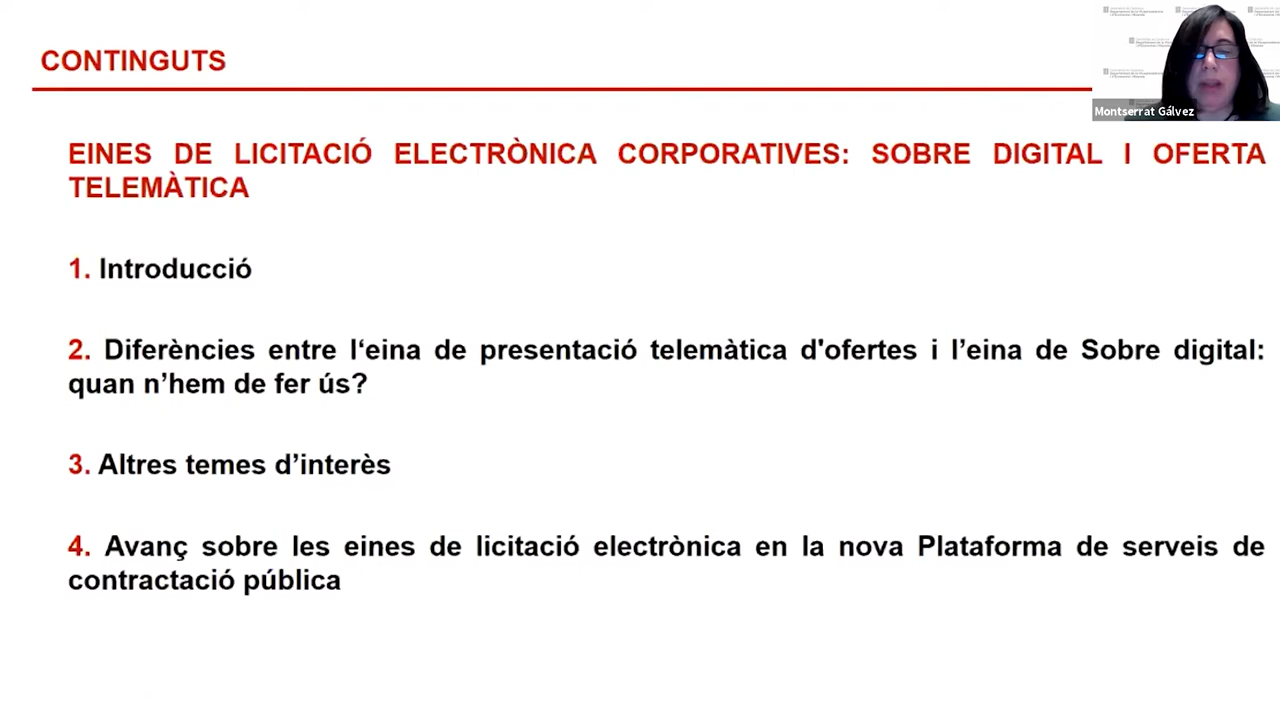 CONTINGUTS
Montserrat Gálvez
EINES DE LICITACIÓ ELECTRÒNICA CORPORATIVES: SOBRE DIGITAL I OFERTA
TELEMÀTICA
1. Introducció
2. Diferències entre l‘eina de presentació telemàtica d'ofertes i l’eina de Sobre digital:
quan n’hem de fer ús?
3. Altres temes d’interès
4. Avanç sobre les eines de licitació electrònica en la nova Plataforma de serveis de
contractació pública